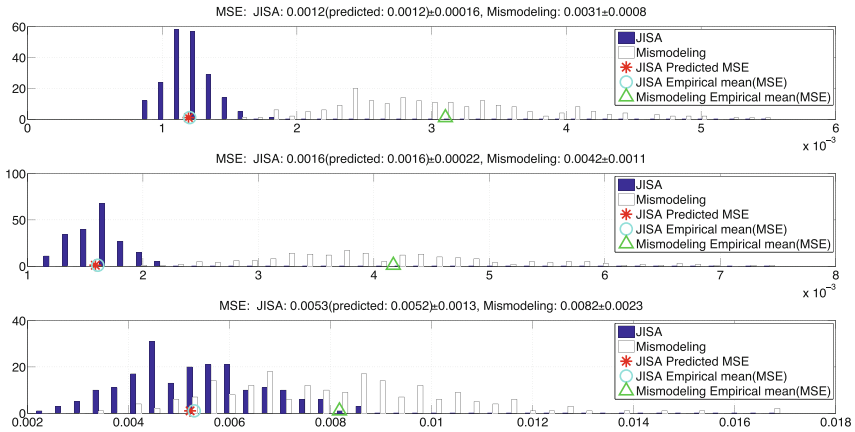 MSE: JISA: 0.0012(predicted: 0.0012)±0.00016, Mismodeling: 0.0031±0.0008
60
40
20
0
JISA
Mismodeling
JISA Predicted MSE
JISA Empirical mean(MSE)
Mismodeling Empirical mean(MSE)
0 1 2 3 4 5 6
x 10⁻³
MSE: JISA: 0.0016(predicted: 0.0016)±0.00022, Mismodeling: 0.0042±0.0011
100
50
0
JISA
Mismodeling
JISA Predicted MSE
JISA Empirical mean(MSE)
Mismodeling Empirical mean(MSE)
1 2 3 4 5 6 7 8
x 10⁻³
MSE: JISA: 0.0053(predicted: 0.0052)±0.0013, Mismodeling: 0.0082±0.0023
40
20
0
JISA
Mismodeling
JISA Predicted MSE
JISA Empirical mean(MSE)
Mismodeling Empirical mean(MSE)
0.002 0.004 0.006 0.008 0.01 0.012 0.014 0.016 0.018